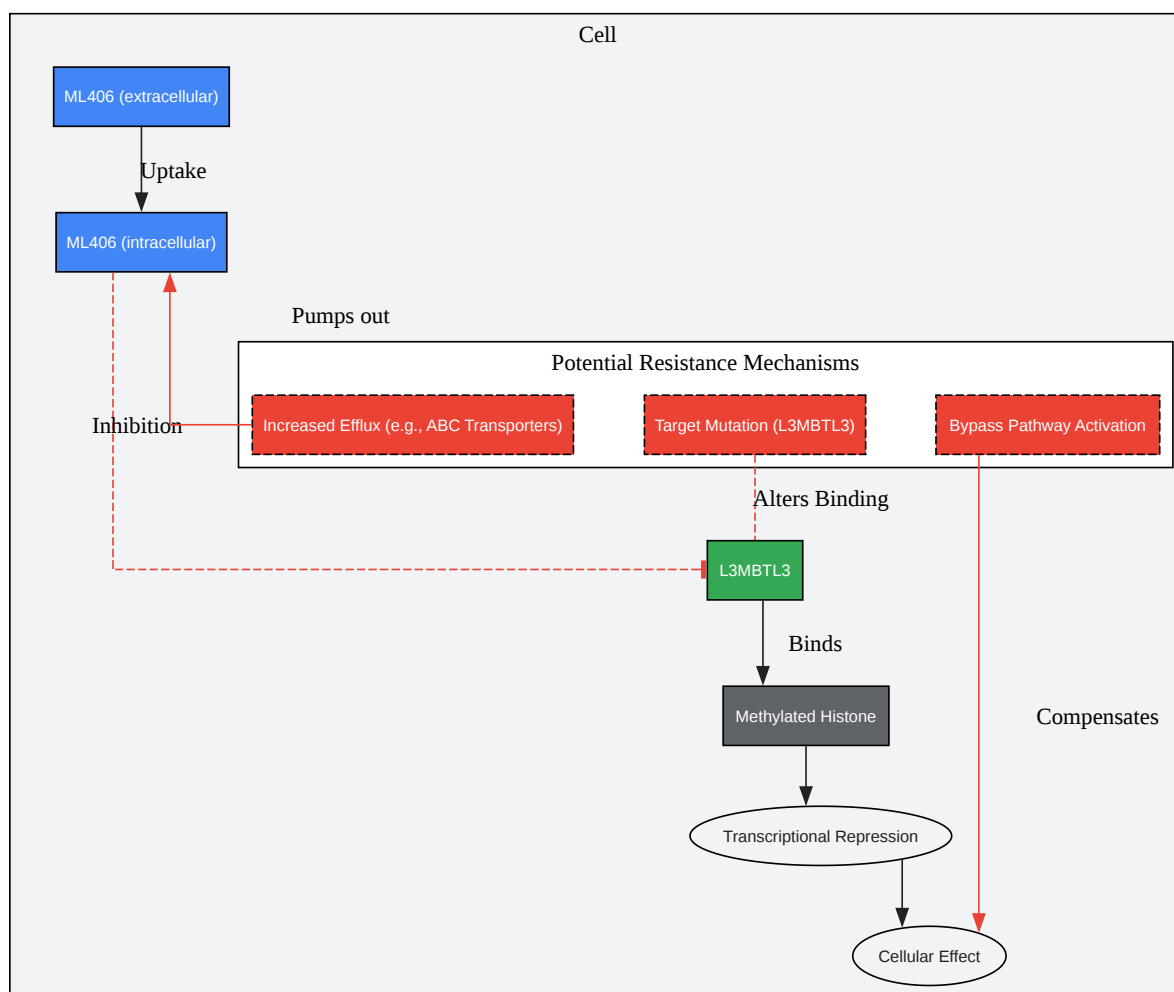 Cell
ML406 (extracellular)
Uptake
ML406 (intracellular)
Pumps out
Potential Resistance Mechanisms
Inhibition
Increased Efflux (e.g., ABC Transporters)
Target Mutation (L3MBTL3)
Bypass Pathway Activation
Alters Binding
L3MBTL3
Binds
Methylated Histone
Compensates
Transcriptional Repression
Cellular Effect